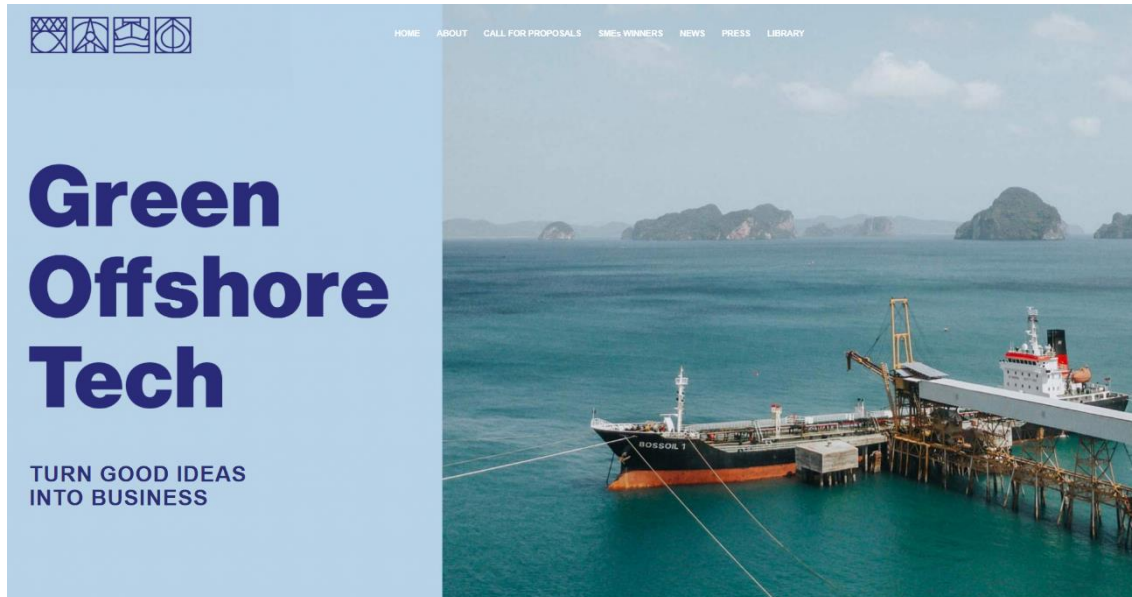 HOME ABOUT CALL FOR PROPOSALS SMEs WINNERS NEWS PRESS LIBRARY
Green
Offshore
Tech
TURN GOOD IDEAS
INTO BUSINESS
BOSSOIL 1